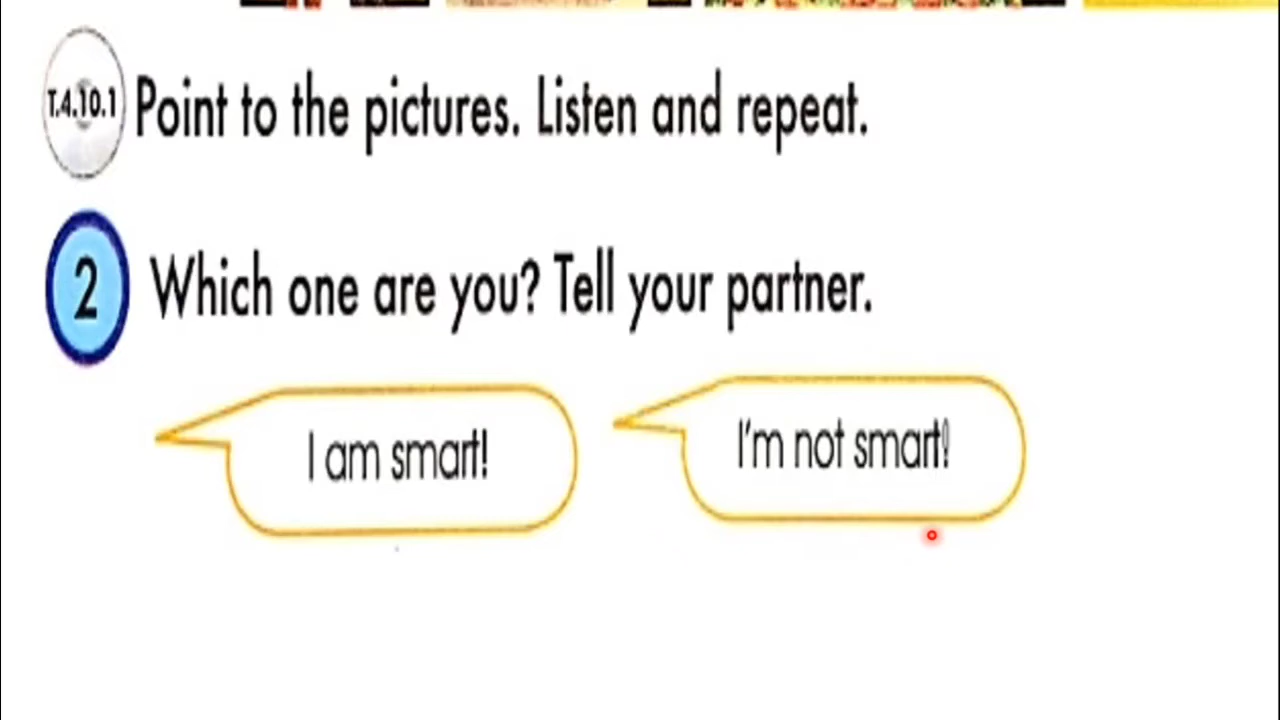 T.4.10.1 Point to the pictures. Listen and repeat.
2 Which one are you? Tell your partner.
I am smart!
I'm not smart!